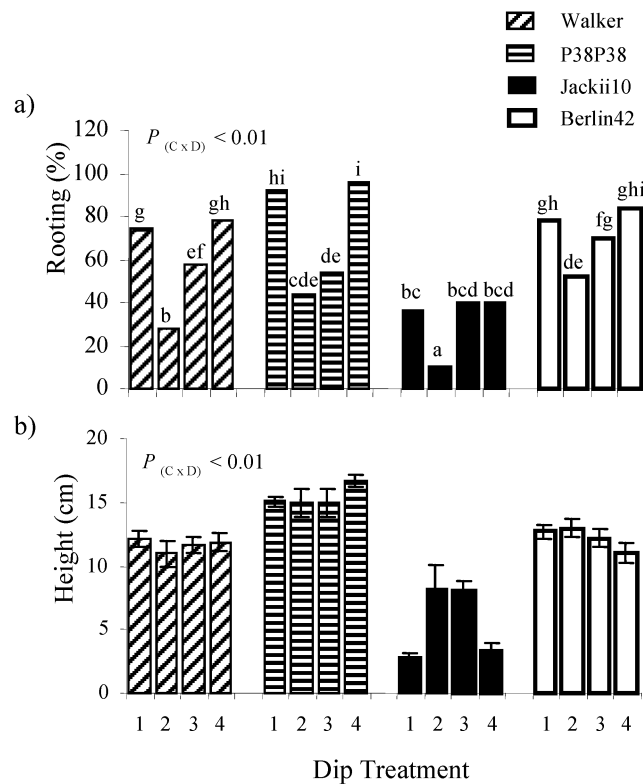 Walker
P38P38
Jackii10
Berlin42
a)
P (C x D) < 0.01
Rooting (%)
120
100
80
60
40
20
0
g
b
ef
gh
hi
cde
de
i
bc
a
bcd
bcd
gh
de
fg
ghi
b)
P (C x D) < 0.01
Height (cm)
20
15
10
5
0
1 2 3 4 1 2 3 4 1 2 3 4 1 2 3 4
Dip Treatment